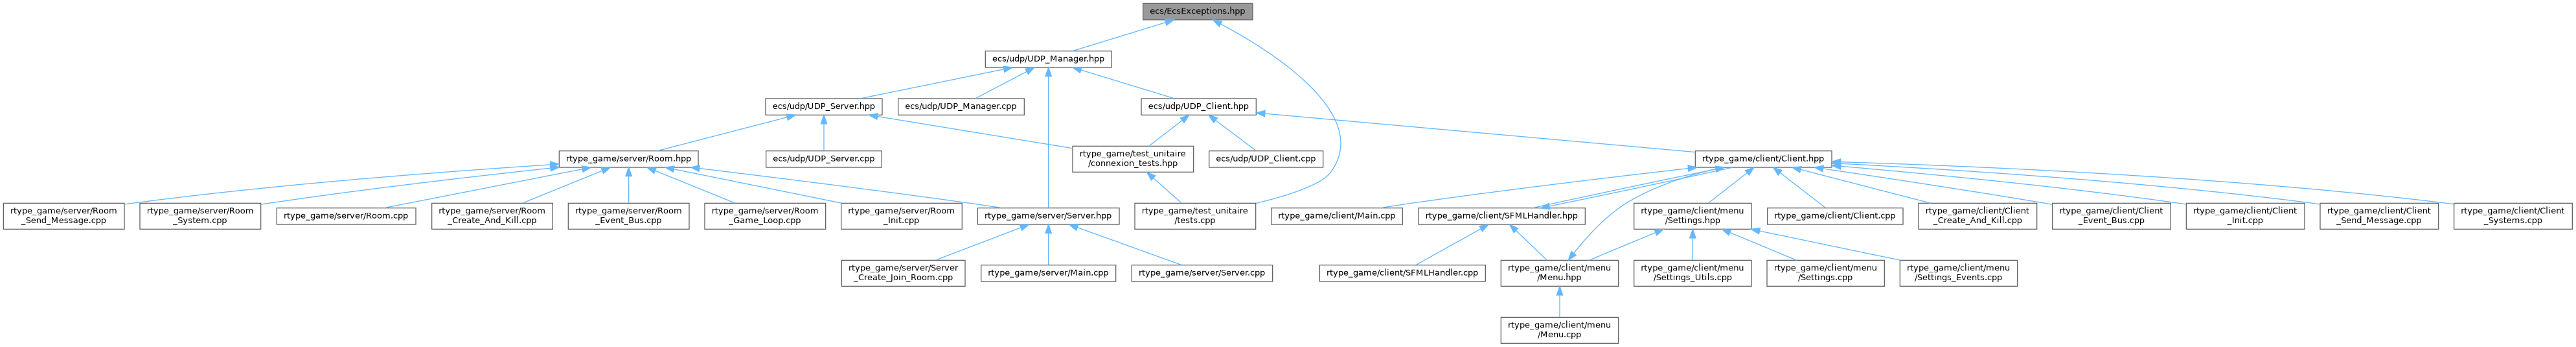 ecs/EcsExceptions.hpp
ecs/udp/UDP_Manager.hpp
ecs/udp/UDP_Server.hpp
ecs/udp/UDP_Manager.cpp
ecs/udp/UDP_Client.hpp
rtype_game/server/Room.hpp
ecs/udp/UDP_Server.cpp
rtype_game/test_unitaire
/connexion_tests.hpp
ecs/udp/UDP_Client.cpp
rtype_game/client/Client.hpp
rtype_game/server/Room
_Send_Message.cpp
rtype_game/server/Room
_System.cpp
rtype_game/server/Room.cpp
rtype_game/server/Room
_Create_And_Kill.cpp
rtype_game/server/Room
_Event_Bus.cpp
rtype_game/server/Room
_Game_Loop.cpp
rtype_game/server/Room
_Init.cpp
rtype_game/server/Server.hpp
rtype_game/test_unitaire
/tests.cpp
rtype_game/client/Main.cpp
rtype_game/client/SFMLHandler.hpp
rtype_game/client/menu
/Settings.hpp
rtype_game/client/Client.cpp
rtype_game/client/Client
_Create_And_Kill.cpp
rtype_game/client/Client
_Event_Bus.cpp
rtype_game/client/Client
_Init.cpp
rtype_game/client/Client
_Send_Message.cpp
rtype_game/client/Client
_Systems.cpp
rtype_game/server/Server
_Create_Join_Room.cpp
rtype_game/server/Main.cpp
rtype_game/server/Server.cpp
rtype_game/client/SFMLHandler.cpp
rtype_game/client/menu
/Menu.hpp
rtype_game/client/menu
/Settings_Utils.cpp
rtype_game/client/menu
/Settings.cpp
rtype_game/client/menu
/Settings_Events.cpp
rtype_game/client/menu
/Menu.cpp